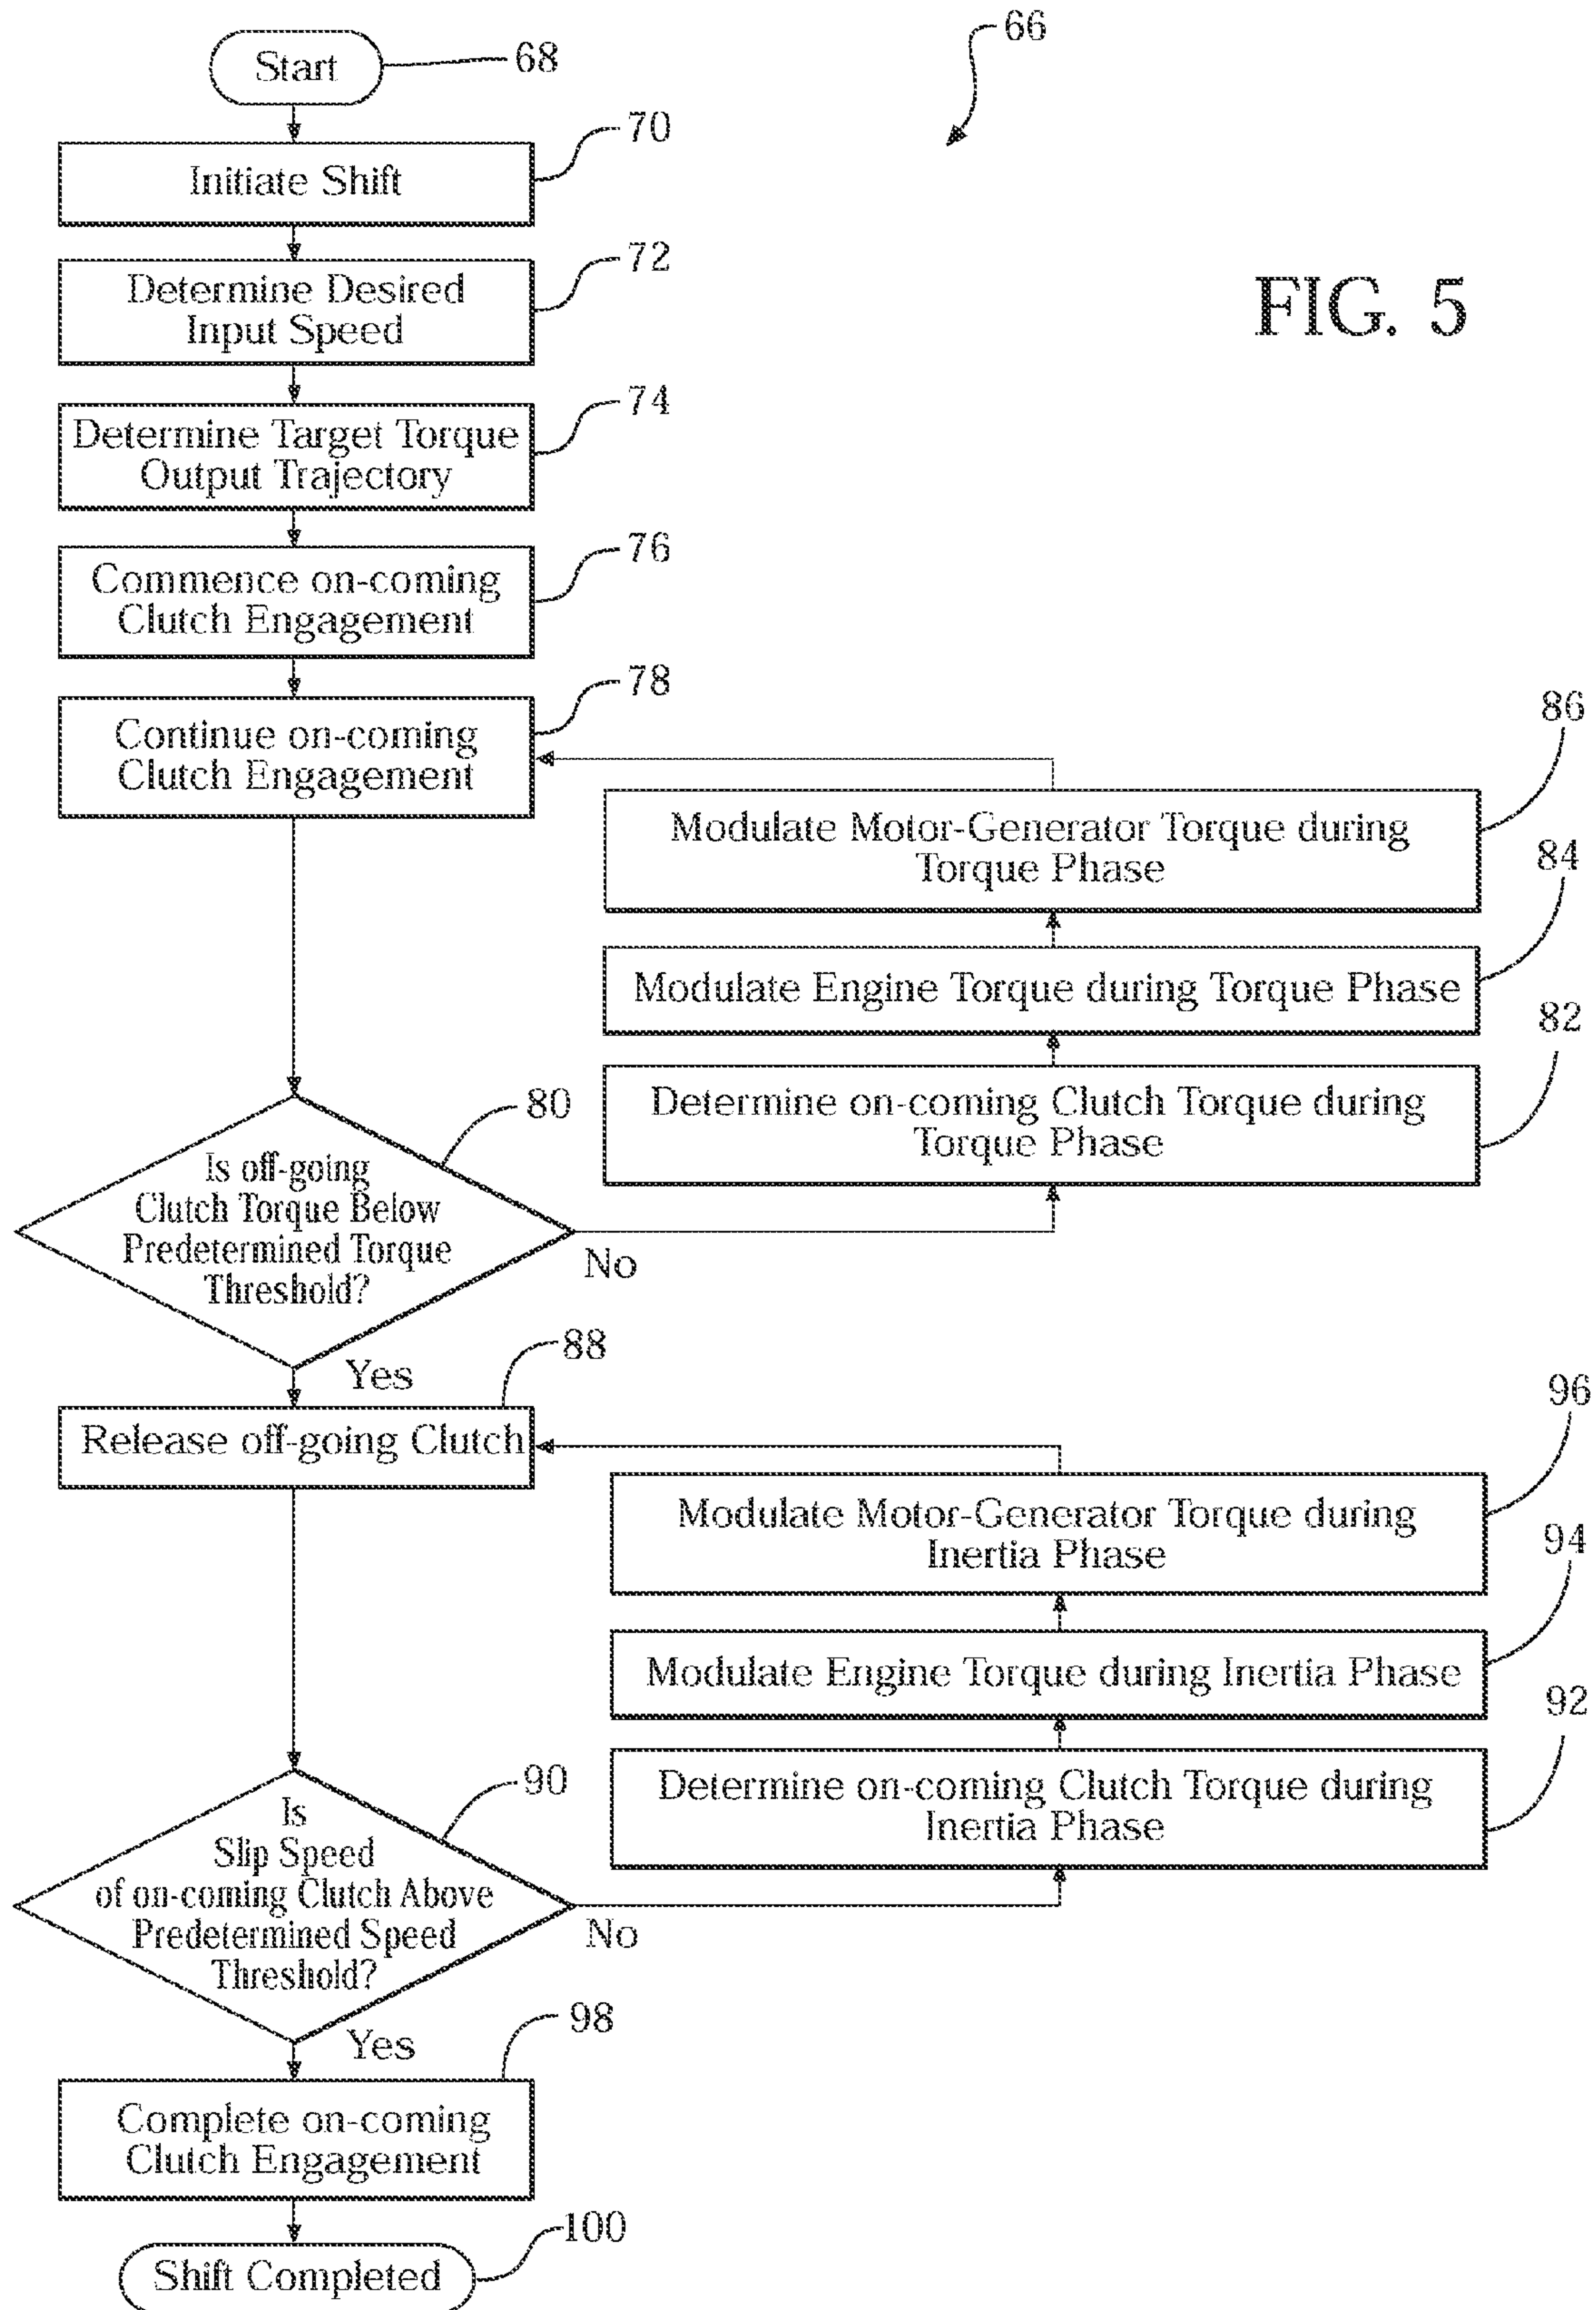 66
Start
68
70
Initiate Shift
72
Determine Desired
Input Speed
FIG. 5
74
Determine Target Torque
Output Trajectory
76
Commence on-coming
Clutch Engagement
78
Continue on-coming
Clutch Engagement
86
Modulate Motor-Generator Torque during
Torque Phase
84
Modulate Engine Torque during Torque Phase
82
Determine on-coming Clutch Torque during
Torque Phase
80
Is off-going
Clutch Torque Below
Predetermined Torque
Threshold?
No
Yes
88
Release off-going Clutch
96
Modulate Motor-Generator Torque during
Inertia Phase
94
Modulate Engine Torque during Inertia Phase
92
Determine on-coming Clutch Torque during
Inertia Phase
90
Is
Slip Speed
of on-coming Clutch Above
Predetermined Speed
Threshold?
No
Yes
98
Complete on-coming
Clutch Engagement
100
Shift Completed